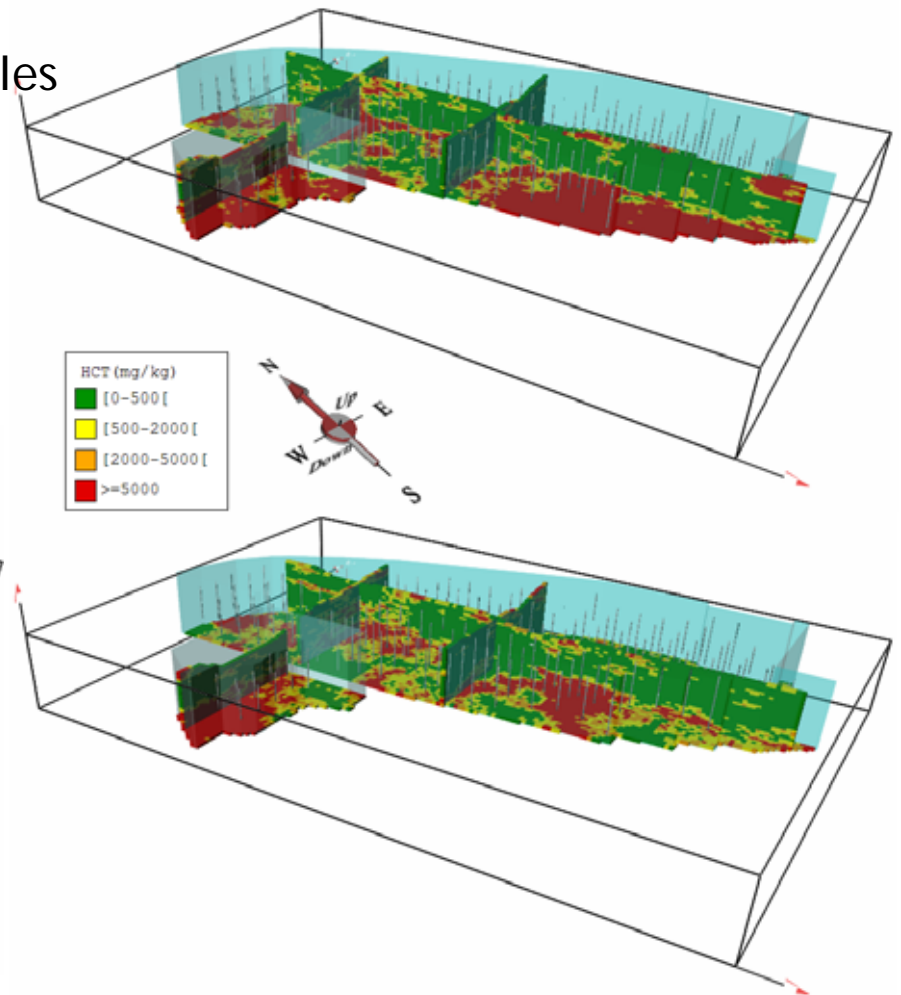 les
HCT (mg/kg)
[0-500[
[500-2000[
[2000-5000[
>=5000
N
Up
E
W
Down
S